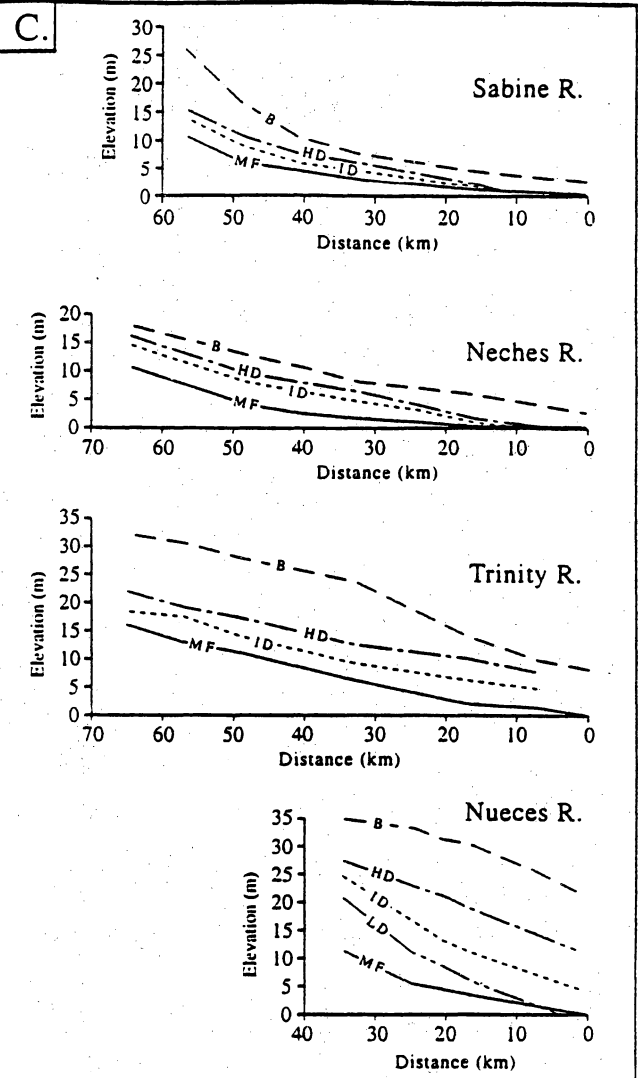 C.
Sabine R.
Elevation (m)
30
25
20
15
10
5
0
B
HD
ID
MF
60 50 40 30 20 10 0
Distance (km)
Neches R.
Elevation (m)
20
15
10
5
0
B
HD
ID
MF
70 60 50 40 30 20 10 0
Distance (km)
Trinity R.
Elevation (m)
35
30
25
20
15
10
5
0
B
HD
ID
MF
70 60 50 40 30 20 10 0
Distance (km)
Nueces R.
Elevation (m)
35
30
25
20
15
10
5
0
B
HD
ID
LD
MF
40 30 20 10 0
Distance (km)